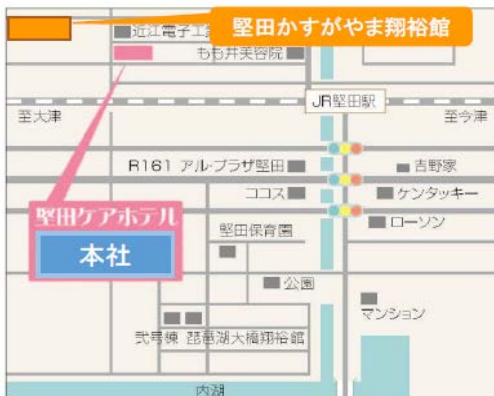 堅田かすがやま翔裕館
近江電子工
もも井美容院
JR堅田駅
至大津
至今津
R161 アル・プラザ堅田
吉野家
ココス
ケンタッキー
堅田ケアホテル
本社
堅田保育園
ローソン
公園
マンション
弐号棟 琵琶湖大橋翔裕館
内湖